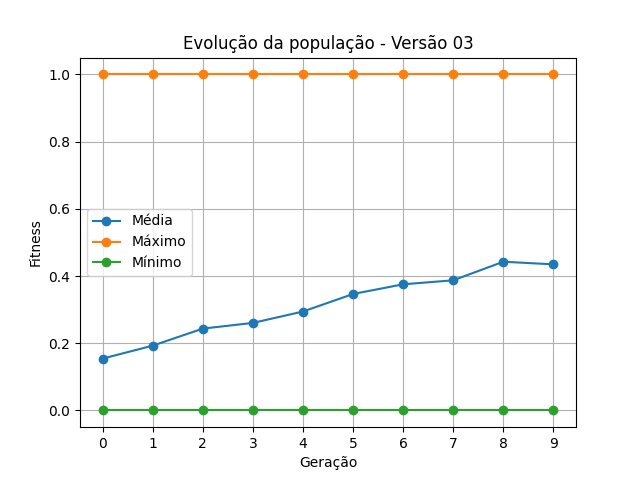 Evolução da população - Versão 03
1.0
0.8
0.6
0.4
0.2
0.0
Fitness
Média
Máximo
Mínimo
0 1 2 3 4 5 6 7 8 9
Geração